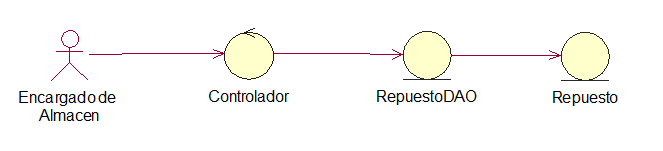 Encargado de
Almacen
Controlador
RepuestoDAO
Repuesto